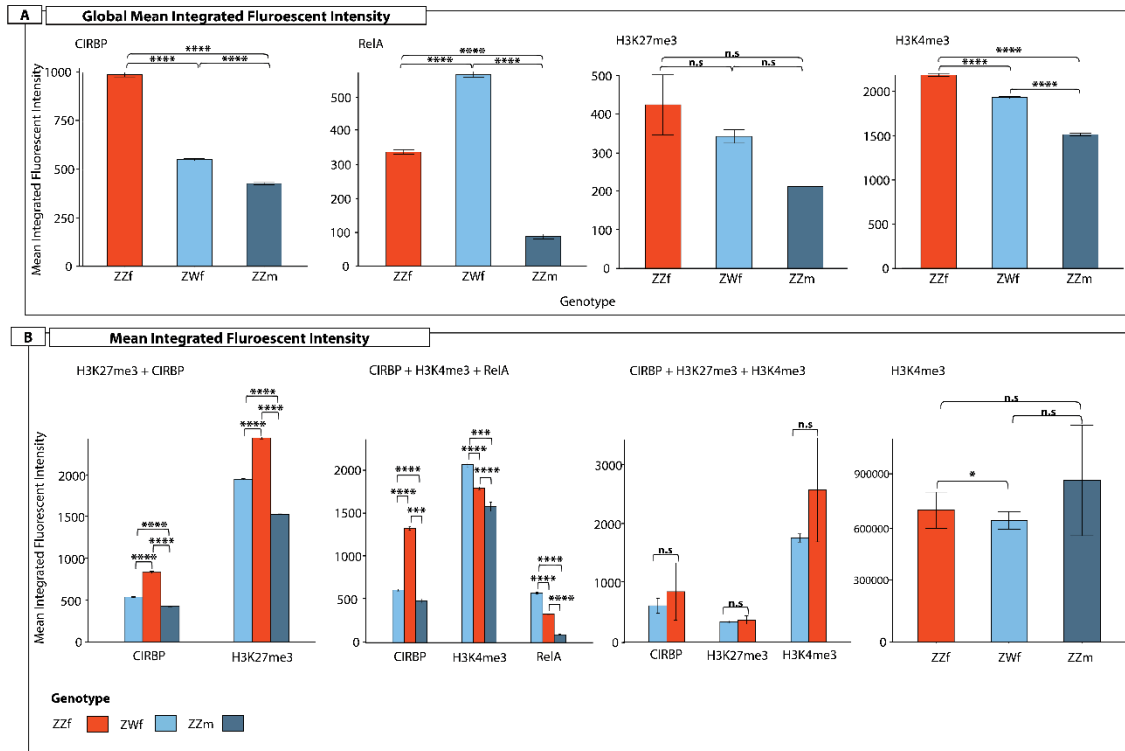 A
Global Mean Integrated Fluroescent Intensity
Mean Integrated Fluorescent Intensity
CIRBP
****
**** ****
1000
750
500
250
0
ZZf ZWf ZZm
RelA
****
**** ****
500
400
300
200
100
0
ZZf ZWf ZZm
H3K27me3
n.s
n.s n.s
500
400
300
200
100
0
ZZf ZWf ZZm
H3K4me3
****
****
****
2000
1500
1000
0
ZZf ZWf ZZm
Genotype
B
Mean Integrated Fluroescent Intensity
Mean Integrated Fluorescent Intensity
H3K27me3 + CIRBP
****
****
****
****
****
****
2000
1500
1000
500
0
CIRBP H3K27me3
CIRBP + H3K4me3 + RelA
***
****
****
****
****
***
****
****
****
2000
1500
1000
500
0
CIRBP H3K4me3 RelA
CIRBP + H3K27me3 + H3K4me3
n.s
n.s
n.s
3000
2000
1000
0
CIRBP H3K27me3 H3K4me3
H3K4me3
n.s
n.s
*
900000
600000
300000
0
ZZf ZWf ZZm
Genotype
ZZf ZWf ZZm